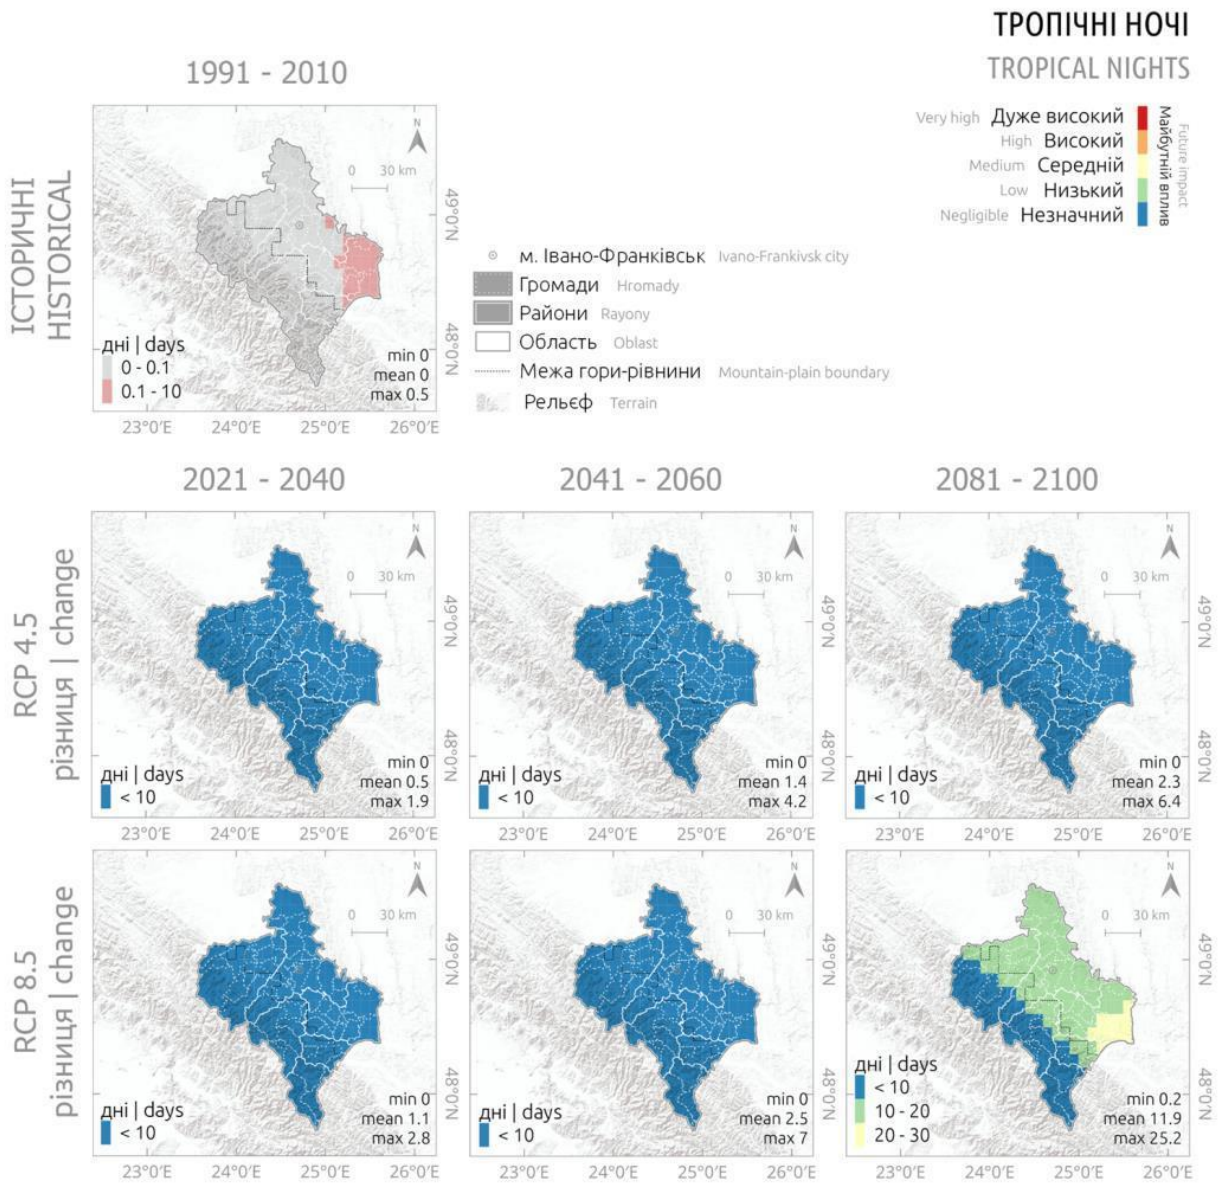 ТРОПІЧНІ НОЧІ
TROPICAL NIGHTS
Very high Дуже високий
High Високий
Medium Середній
Low Низький
Negligible Незначний
Майбутній вплив
Future impact
1991 - 2010
ІСТОРИЧНІ
HISTORICAL
N
0 30 km
49°0'N
48°0'N
дні | days
0 - 0.1
0.1 - 10
min 0
mean 0
max 0.5
23°0'E 24°0'E 25°0'E 26°0'E
м. Івано-Франківськ Ivano-Frankivsk city
Громади Hromady
Райони Rayony
Область Oblast
Межа гори-рівнини Mountain-plain boundary
Рельєф Terrain
2021 - 2040
2041 - 2060
2081 - 2100
RCP 4.5
різниця | change
N
0 30 km
49°0'N
48°0'N
дні | days
< 10
min 0
mean 0.5
max 1.9
23°0'E 24°0'E 25°0'E 26°0'E
N
0 30 km
49°0'N
48°0'N
дні | days
< 10
min 0
mean 1.4
max 4.2
23°0'E 24°0'E 25°0'E 26°0'E
N
0 30 km
49°0'N
48°0'N
дні | days
< 10
min 0
mean 2.3
max 6.4
23°0'E 24°0'E 25°0'E 26°0'E
RCP 8.5
різниця | change
N
0 30 km
49°0'N
48°0'N
дні | days
< 10
min 0
mean 1.1
max 2.8
23°0'E 24°0'E 25°0'E 26°0'E
N
0 30 km
49°0'N
48°0'N
дні | days
< 10
min 0
mean 2.5
max 7
23°0'E 24°0'E 25°0'E 26°0'E
N
0 30 km
49°0'N
48°0'N
дні | days
< 10
10 - 20
20 - 30
min 0.2
mean 11.9
max 25.2
23°0'E 24°0'E 25°0'E 26°0'E